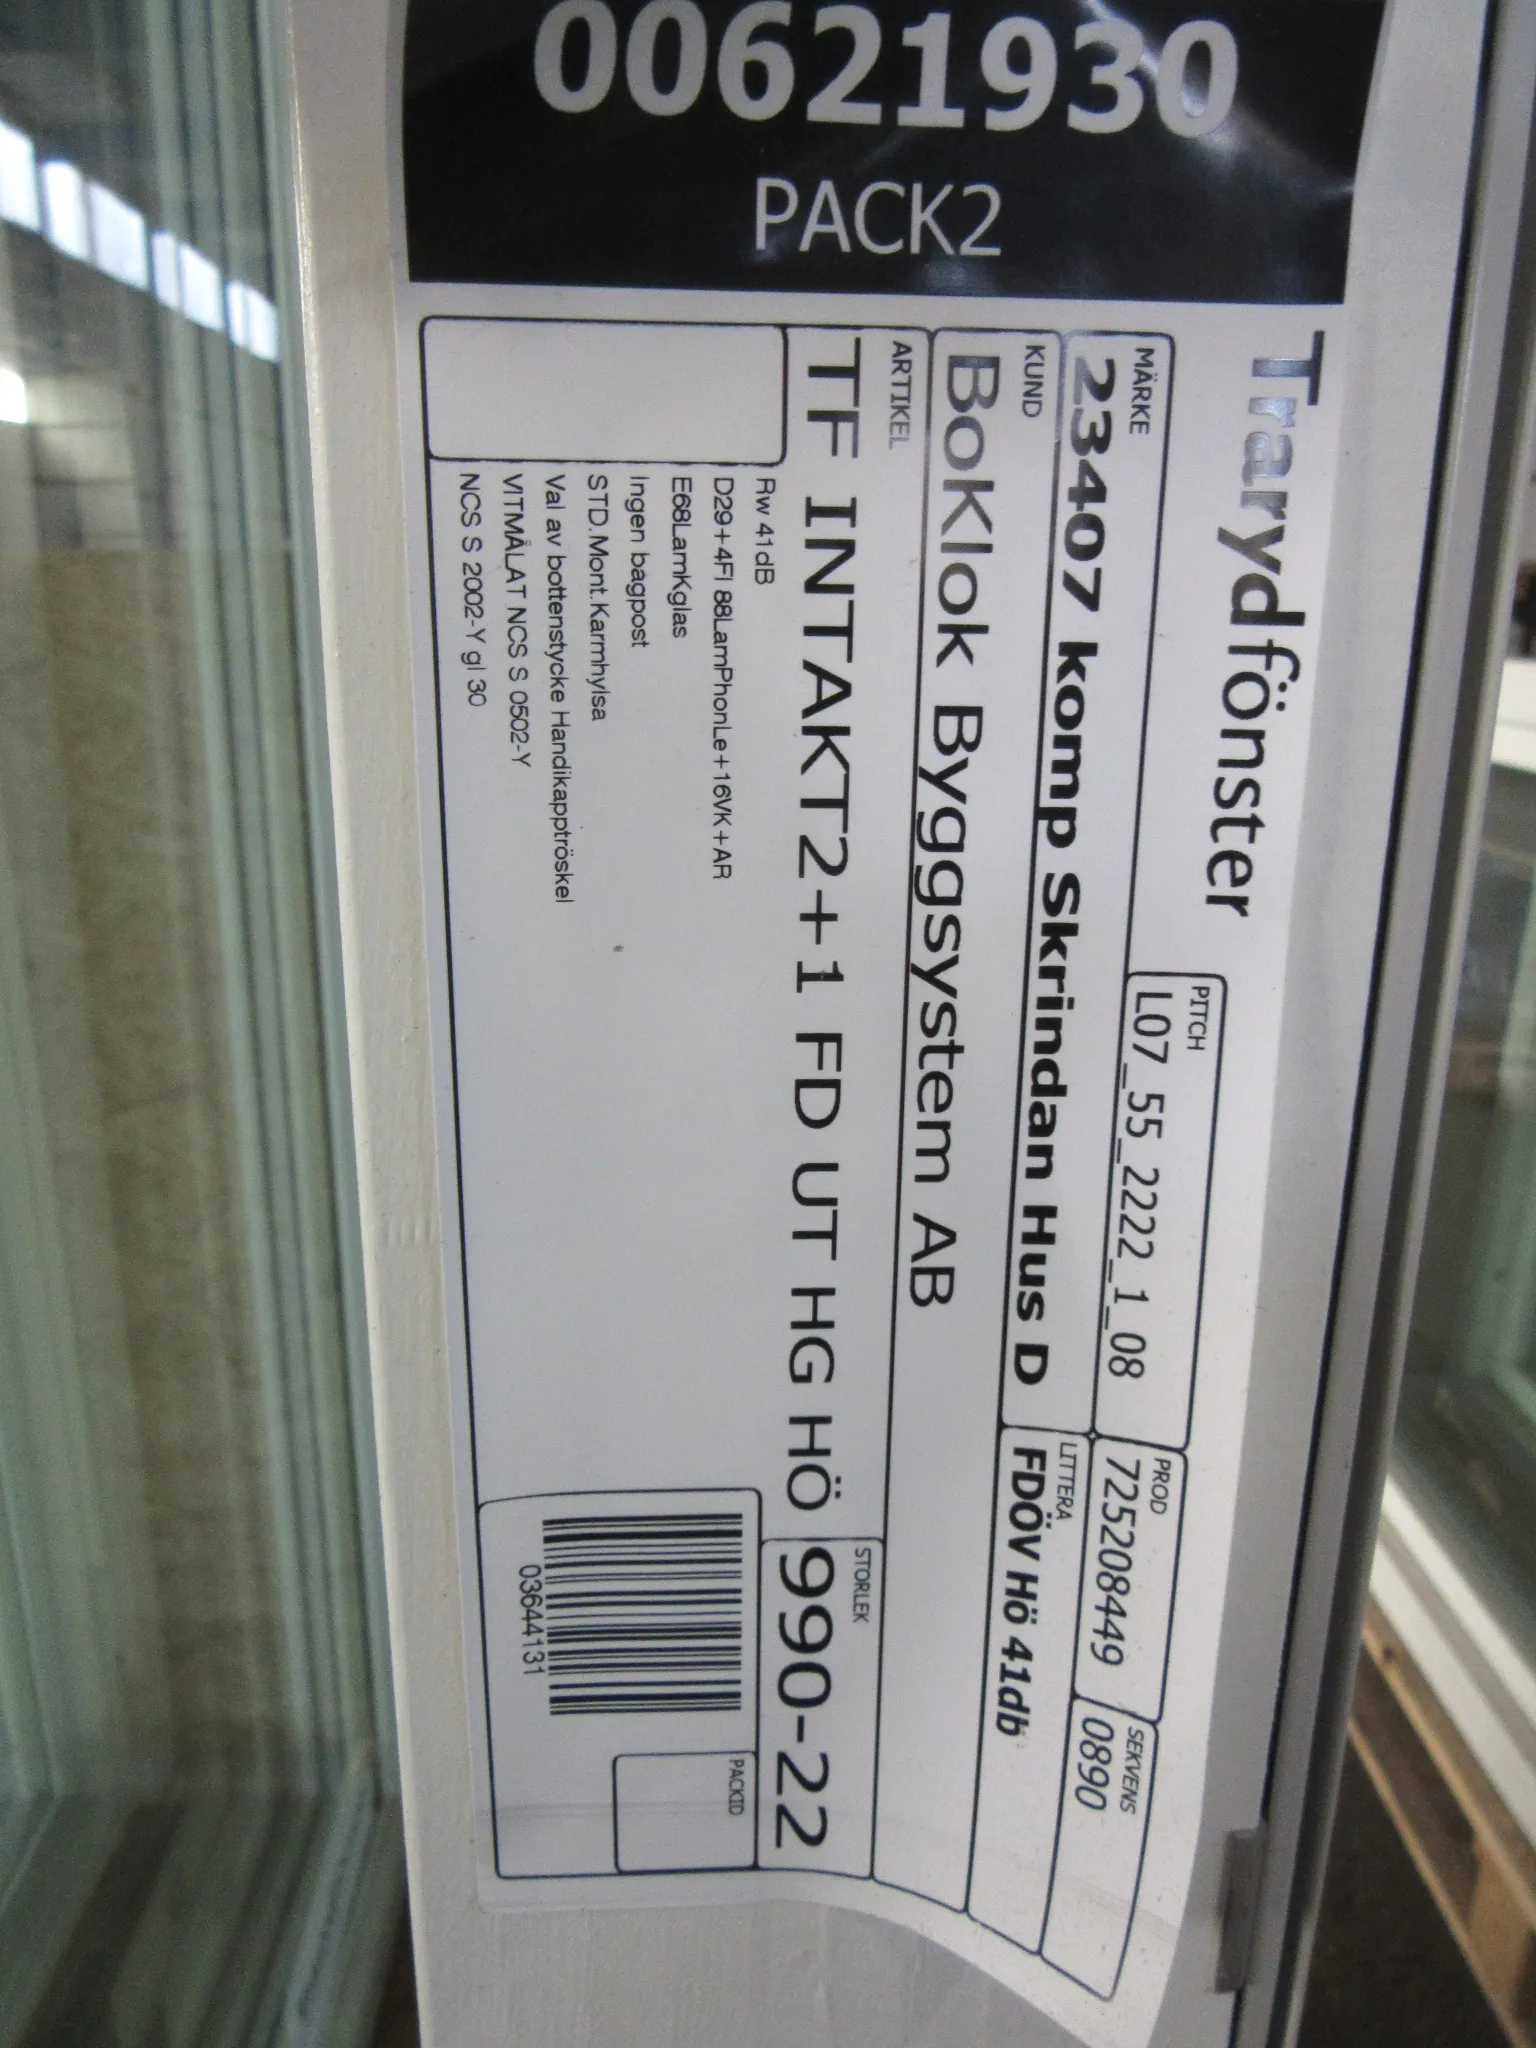 00621930
PACK2
Trarydfönster
PITCH
L07_55_2222_1_08
PROD
725208449
SEKVENS
0890
MÄRKE
23407 komp Skrindan Hus D
LITTERA
FDÖV Hö 41db
KUND
BoKlok Byggsystem AB
ARTIKEL
TF INTAKT2+1 FD UT HG HÖ
STORLEK
990-22
Rw 41dB
D29+4Fl 88LamPhonLe+16VK+AR
E68LamKglas
Ingen bågpost
STD.Mont.Karmhylsa
Val av bottenstycke Handikapptröskel
VITMÅLAT NCS S 0502-Y
NCS S 2002-Y gl 30
03644131
PACKID